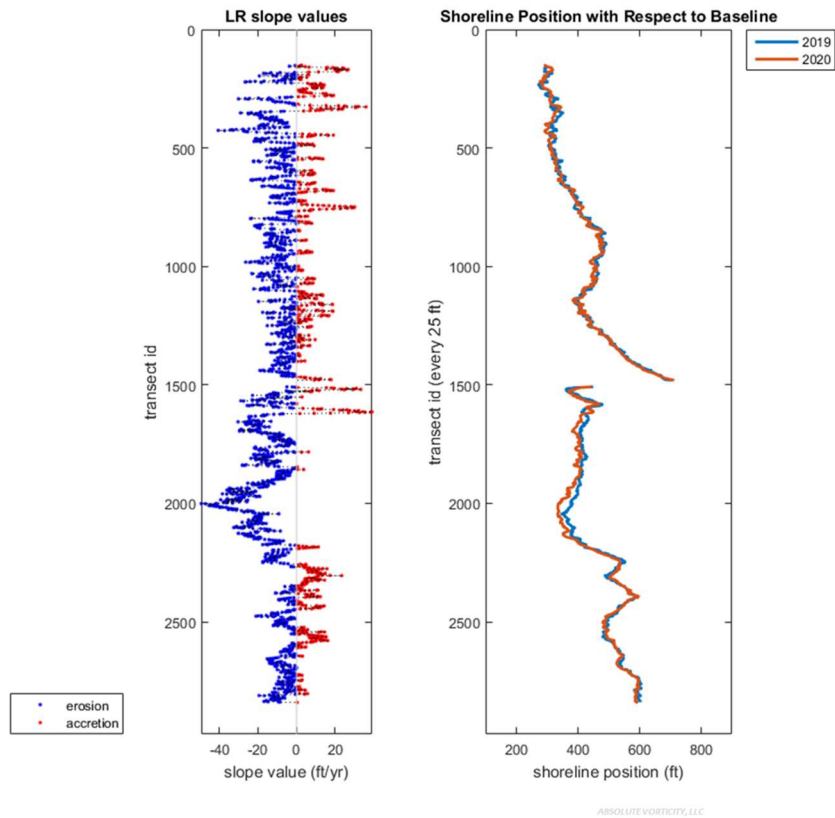 LR slope values
0
500
1000
1500
2000
2500
transect id
-40 -20 0 20
slope value (ft/yr)
erosion
accretion
Shoreline Position with Respect to Baseline
0
500
1000
1500
2000
2500
transect id (every 25 ft)
200 400 600 800
shoreline position (ft)
2019
2020
ABSOLUTE VORTICITY, LLC